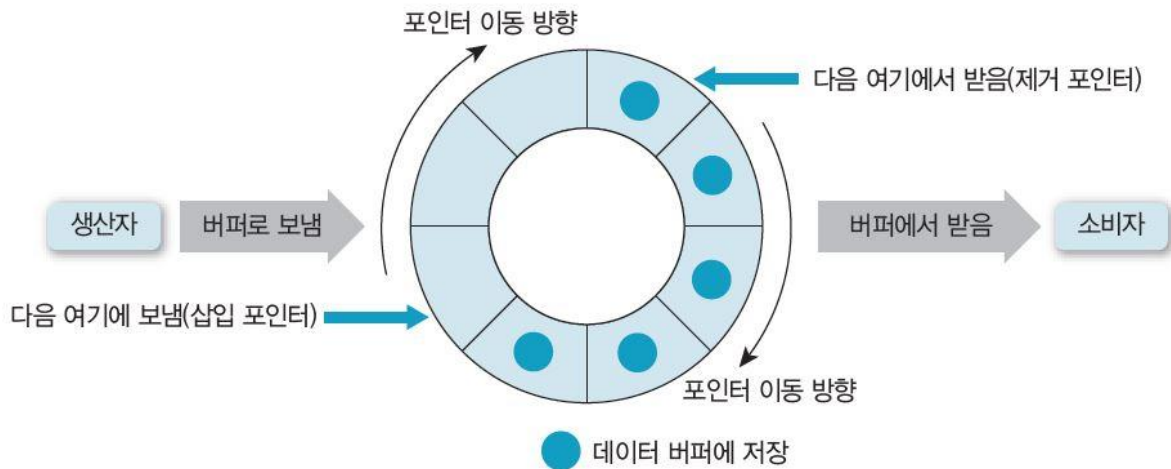 포인터 이동 방향
다음 여기에서 받음(제거 포인터)
생산자
버퍼로 보냄
버퍼에서 받음
소비자
다음 여기에 보냄(삽입 포인터)
포인터 이동 방향
데이터 버퍼에 저장